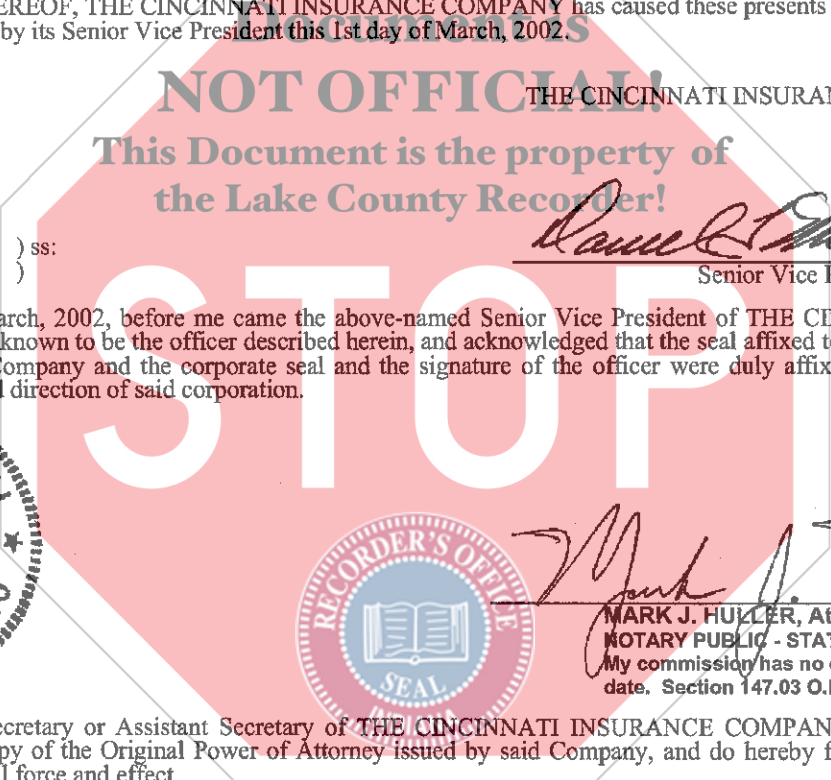 EREOF, THE CINCINNATI INSURANCE COMPANY has caused these presents
by its Senior Vice President this 1st day of March, 2002.
Document is
NOT OFFICIAL!
This Document is the property of
the Lake County Recorder!
THE CINCINNATI INSURAN
) ss:
)
Senior Vice P
STOP
arch, 2002, before me came the above-named Senior Vice President of THE CI
known to be the officer described herein, and acknowledged that the seal affixed to
ompany and the corporate seal and the signature of the officer were duly affix
d direction of said corporation.
RECORDER'S OFFICE
SEAL
INDIANA
Mark J.
MARK J. HULLER, At
NOTARY PUBLIC - STAT
My commission has no
date. Section 147.03 O.
ecretary or Assistant Secretary of THE CINCINNATI INSURANCE COMPAN
py of the Original Power of Attorney issued by said Company, and do hereby f
l force and effect